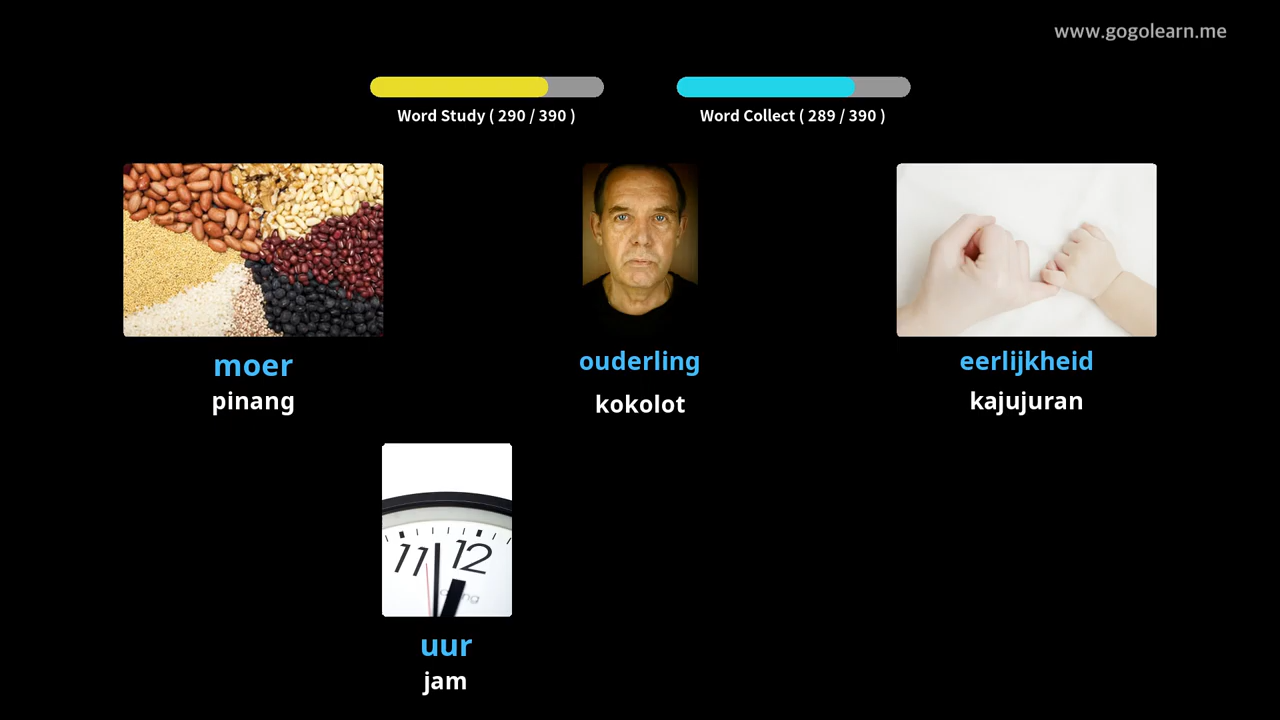 www.gogolearn.me
Word Study ( 290 / 390 )
Word Collect ( 289 / 390 )
moer
pinang
ouderling
kokolot
eerlijkheid
kajujuran
11 12
uur
jam